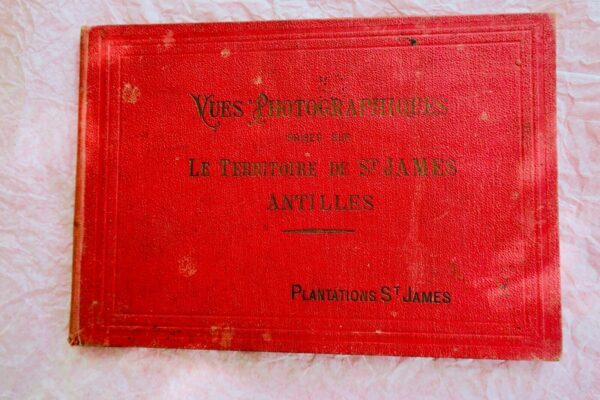 VUES PHOTOGRAPHIQUES
PRISES SUR
LE TERRITOIRE DE ST JAMES
ANTILLES
PLANTATIONS ST JAMES